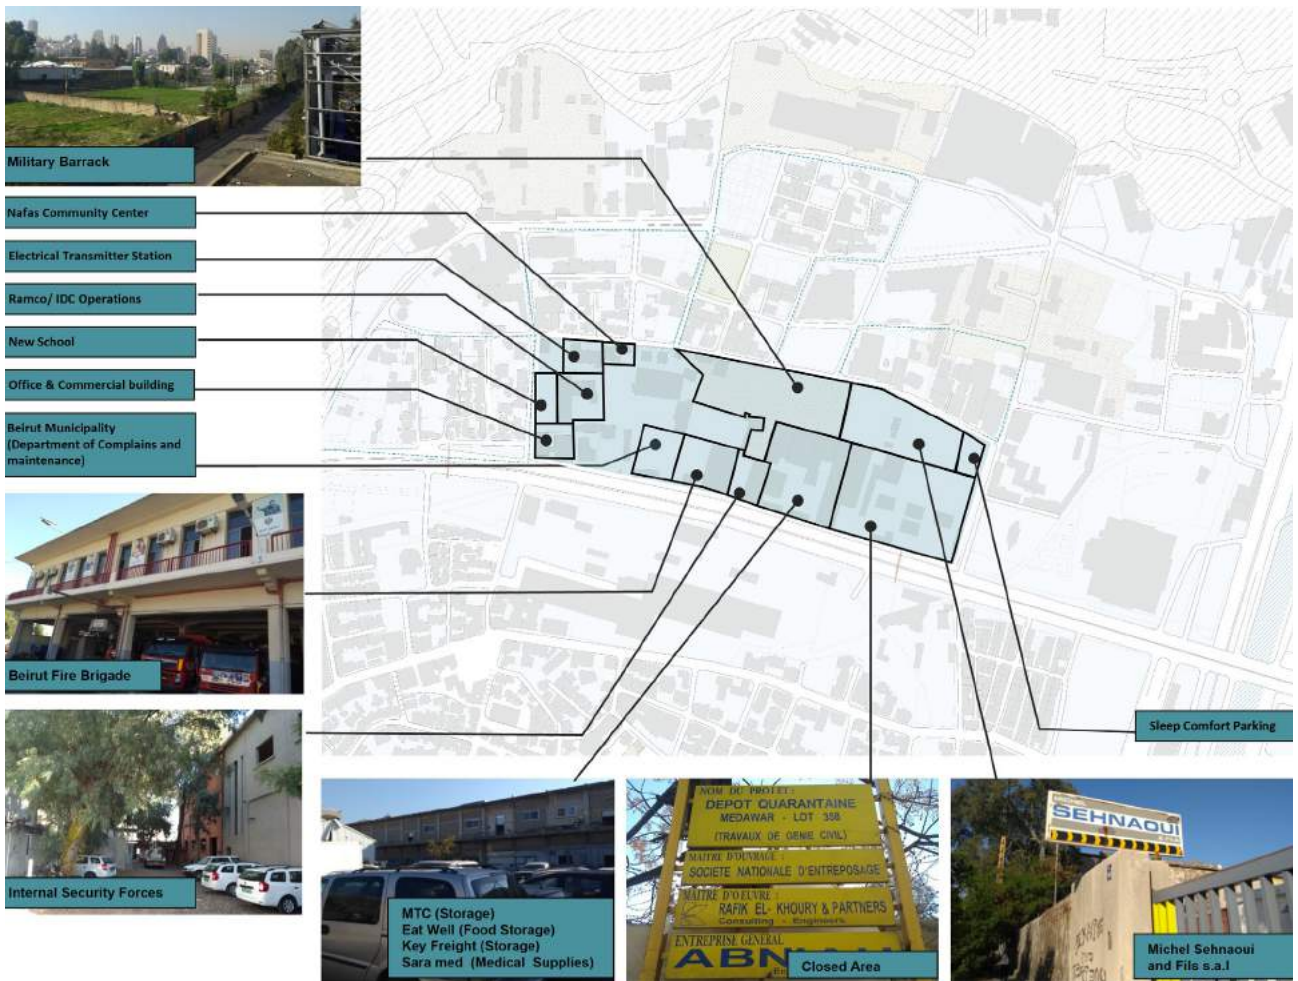 Military Barrack
Nafas Community Center
Electrical Transmitter Station
Ramco/ IDC Operations
New School
Office & Commercial building
Beirut Municipality
(Department of Complains and
maintenance)
Beirut Fire Brigade
Internal Security Forces
MTC (Storage)
Eat Well (Food Storage)
Key Freight (Storage)
Sara med (Medical Supplies)
NOM DU PROJET :
DEPOT QUARANTAINE
MEDAWAR - LOT 358
(TRAVAUX DE GENIE CIVIL)
MAITRE D'OUVRAGE :
SOCIETE NATIONALE D'ENTREPOSAGE
MAITRE D'OEUVRE :
RAFIK EL- KHOURY & PARTNERS
Consulting - Engineers
ENTREPRISE GENERAL
Closed Area
SEHNAOUI
Michel Sehnaoui
and Fils s.a.l
Sleep Comfort Parking